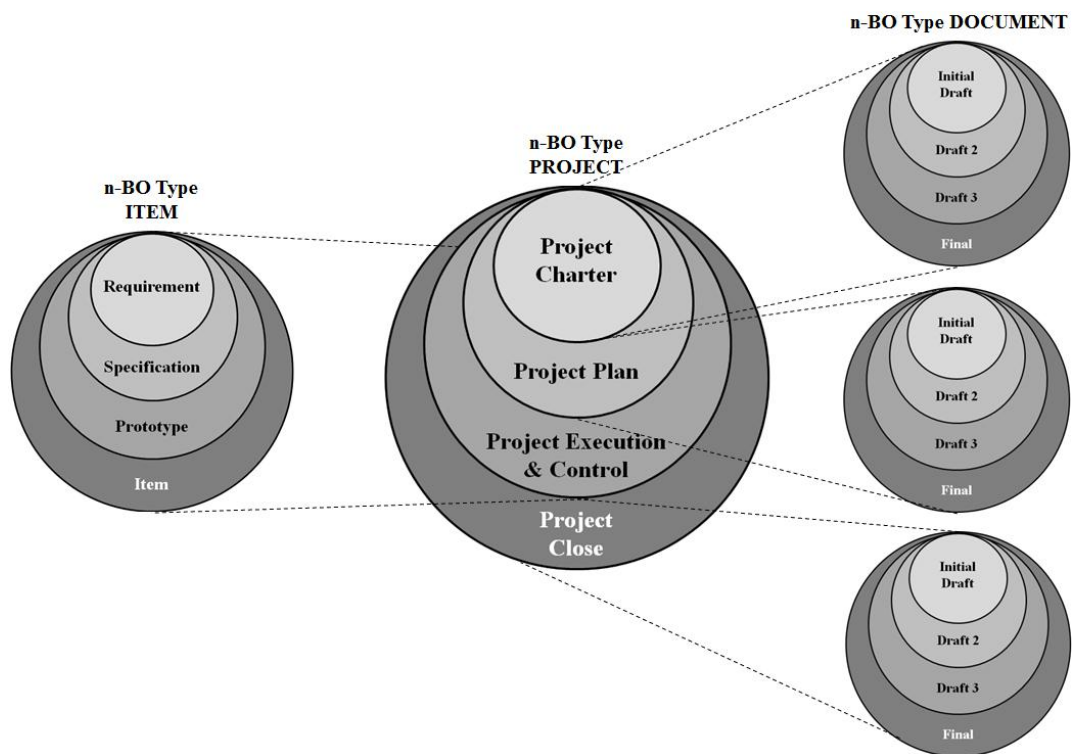 n-BO Type
ITEM
Requirement
Specification
Prototype
Item
n-BO Type
PROJECT
Project
Charter
Project Plan
Project Execution
& Control
Project
Close
n-BO Type DOCUMENT
Initial
Draft
Draft 2
Draft 3
Final
Initial
Draft
Draft 2
Draft 3
Final
Initial
Draft
Draft 2
Draft 3
Final